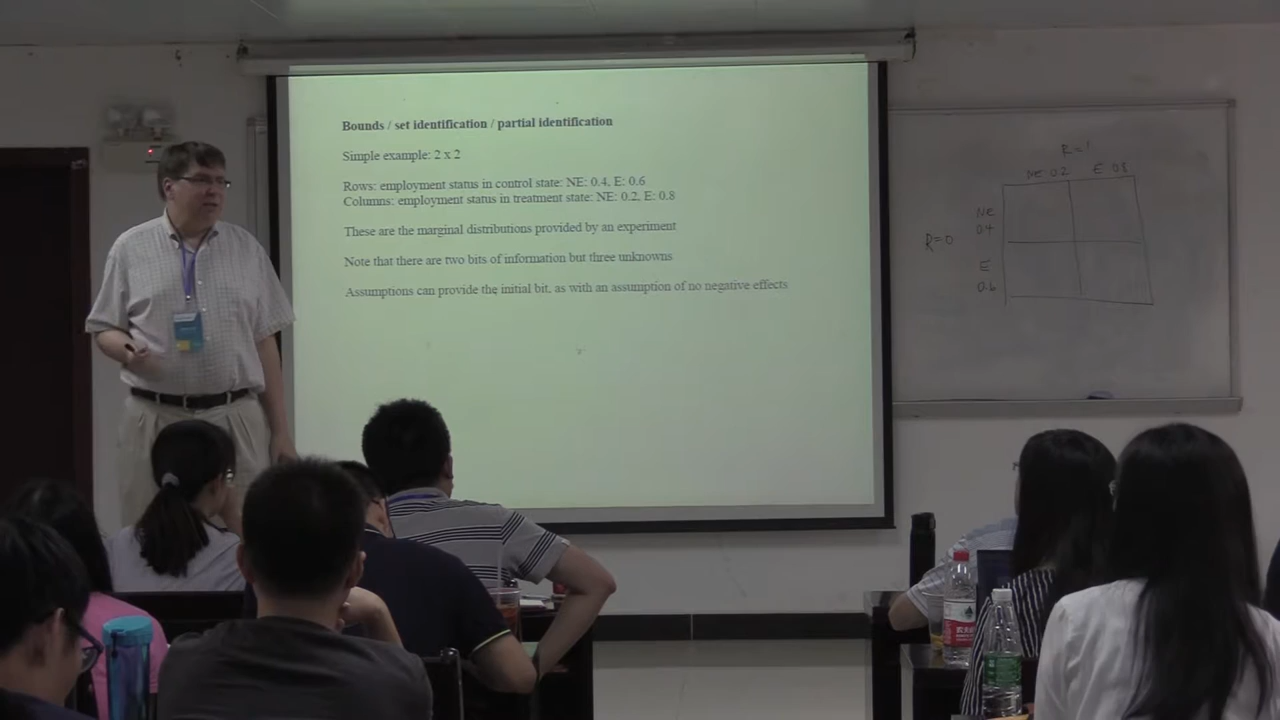 Bounds / set identification / partial identification
Simple example: 2 x 2
Rows: employment status in control state: NE: 0.4, E: 0.6
Columns: employment status in treatment state: NE: 0.2, E: 0.8
These are the marginal distributions provided by an experiment
Note that there are two bits of information but three unknowns
Assumptions can provide the initial bit, as with an assumption of no negative effects
R=1
NE 0.2 E 0.8
NE
0.4
R=0
E
0.6